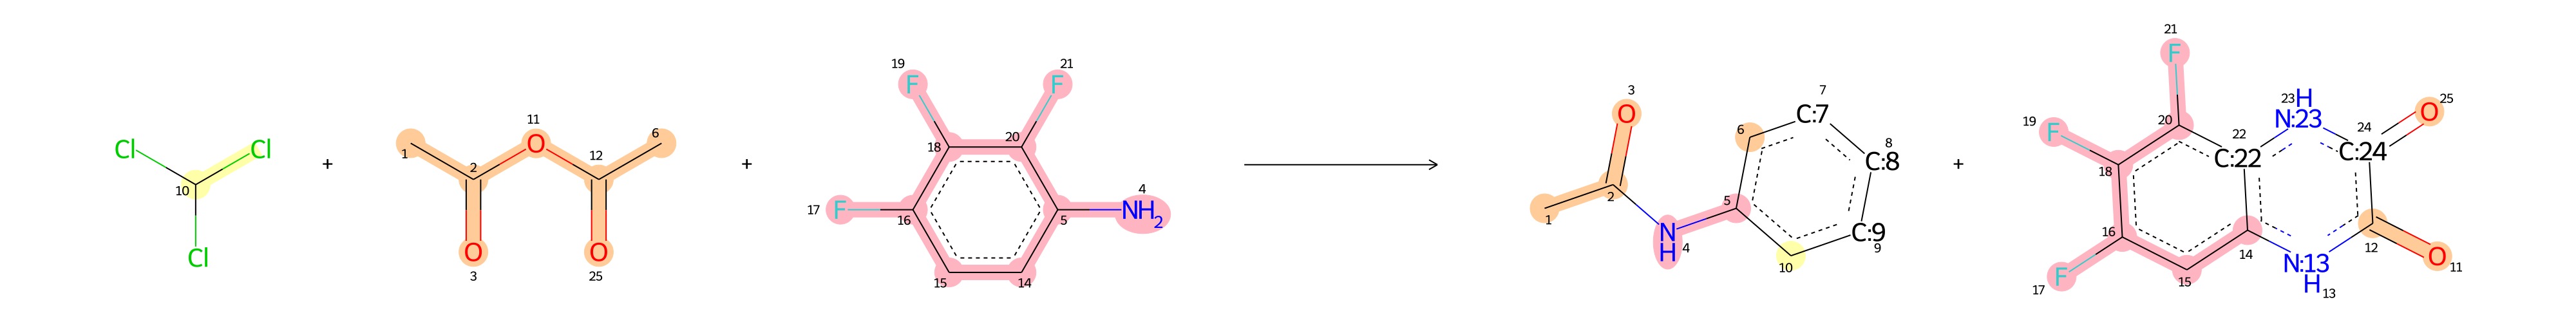 Cl Cl Cl 10
+
1 2 3 O 11 12 6 O O 25
+
F 19 F 21 F 17 18 20 16 5 15 14 NH2 4
O 3 1 2 N H 4 5 6 C:7 7 C:8 8 C:9 9 10
+
F 21 F 19 F 17 20 18 16 15 14 C:22 22 H N:23 23 C:24 24 O 25 12 O 11 N:13 H 13